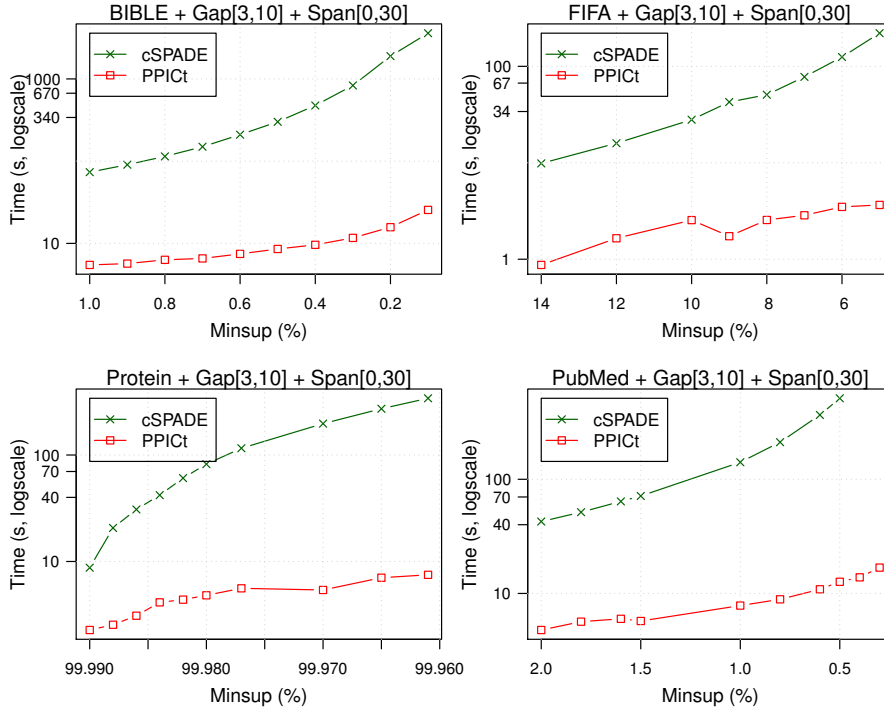 BIBLE + Gap[3,10] + Span[0,30]
Time (s, logscale)
1000
670
340
10
cSPADE
PPICt
1.0 0.8 0.6 0.4 0.2
Minsup (%)
FIFA + Gap[3,10] + Span[0,30]
Time (s, logscale)
100
67
34
1
cSPADE
PPICt
14 12 10 8 6
Minsup (%)
Protein + Gap[3,10] + Span[0,30]
Time (s, logscale)
100
70
40
10
cSPADE
PPICt
99.990 99.980 99.970 99.960
Minsup (%)
PubMed + Gap[3,10] + Span[0,30]
Time (s, logscale)
100
70
40
10
cSPADE
PPICt
2.0 1.5 1.0 0.5
Minsup (%)